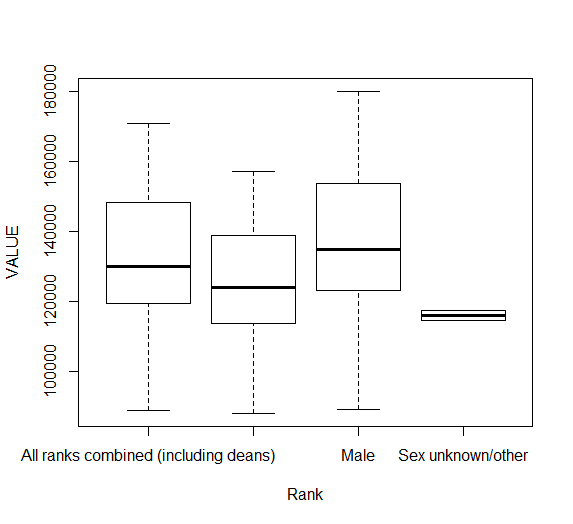 180000
160000
140000
120000
100000
VALUE
All ranks combined (including deans)
Male
Sex unknown/other
Rank